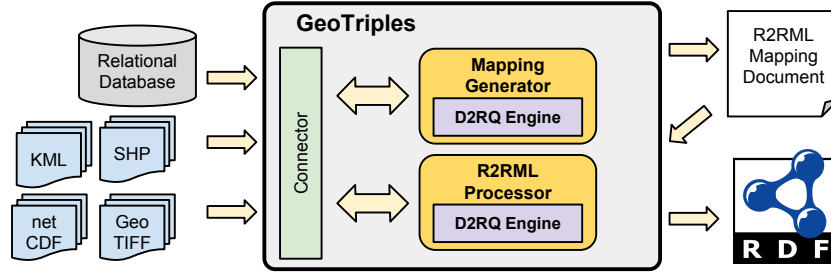 GeoTriples
Relational
Database
KML
SHP
net
CDF
Geo
TIFF
Connector
Mapping
Generator
D2RQ Engine
R2RML
Processor
D2RQ Engine
R2RML
Mapping
Document
RDF